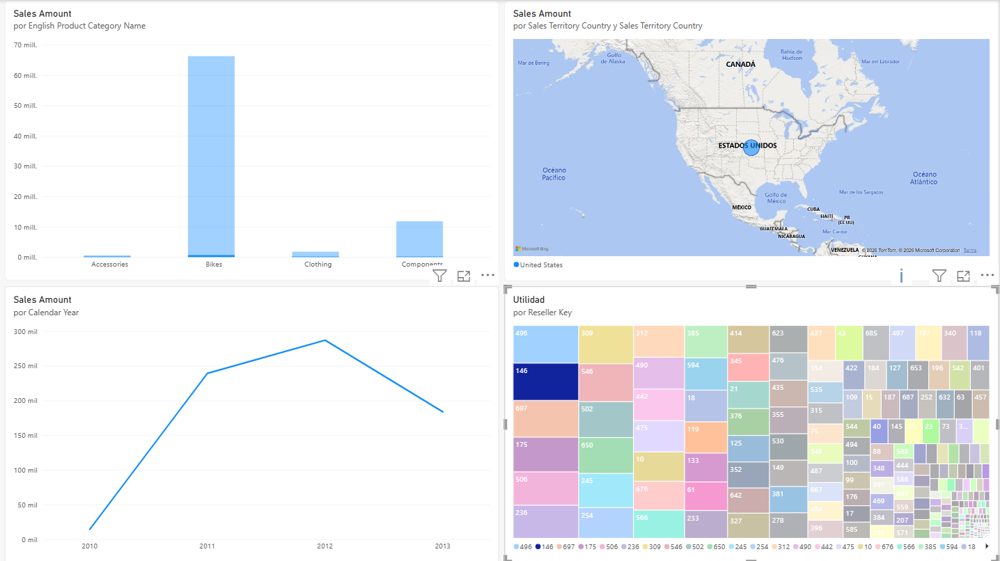 Sales Amount
por English Product Category Name
70 mill.
60 mill.
50 mill.
40 mill.
30 mill.
20 mill.
10 mill.
0 mill.
Accessories Bikes Clothing Components
Sales Amount
por Sales Territory Country y Sales Territory Country
Mar de Bering
Golfo
de Alaska
CANADÁ
Bahía de
Hudson
Mar del Labrador
ESTADOS UNIDOS
Océano
Pacífico
Océano
Atlántico
Golfo de
México
Mar de los Sargazos
MÉXICO
CUBA
HAITÍ
PR
(EE UU)
GUATEMALA
Mar Caribe
NICARAGUA
VENEZUELA
Microsoft Bing
© 2026 TomTom, © 2026 Microsoft Corporation Terms
United States
Sales Amount
por Calendar Year
300 mil
250 mil
200 mil
150 mil
100 mil
50 mil
0 mil
2010 2011 2012 2013
Utilidad
por Reseller Key
496 309 312 385 414 623 437 43 685 497 340 118
146 546 490 594 345 476 354 422 184 127 653 196 542 401
697 502 442 18 21 435 535 109 15 187 687 252 632 63 457
175 650 475 119 376 355 315 544 40 145 23 73 3...
506 245 10 133 125 530 75 494 88 588
236 254 676 61 352 149 346 100 348 444
566 233 642 381 487 99 586
327 278 667 176 469 559
396 17 384 207
585 571
496 146 697 175 506 236 309 546 502 650 245 254 312 490 442 475 10 676 566 385 594 18